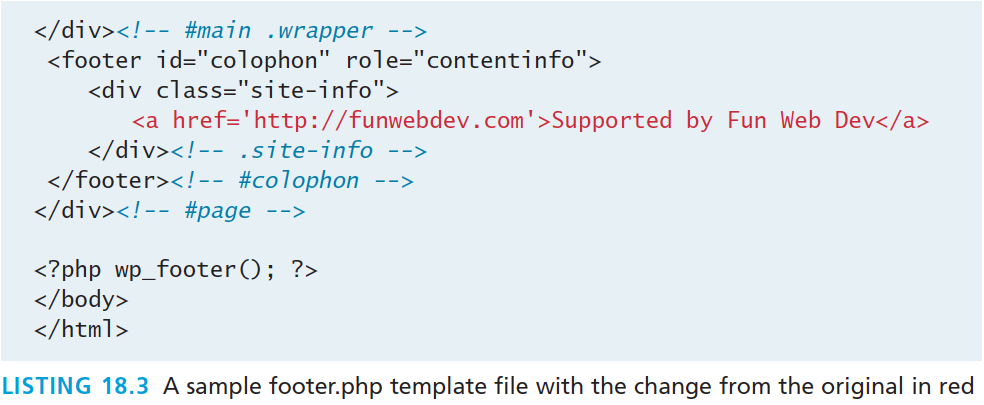 </div><!-- #main .wrapper -->
<footer id="colophon" role="contentinfo">
<div class="site-info">
<a href='http://funwebdev.com'>Supported by Fun Web Dev</a>
</div><!-- .site-info -->
</footer><!-- #colophon -->
</div><!-- #page -->
<?php wp_footer(); ?>
</body>
</html>
LISTING 18.3 A sample footer.php template file with the change from the original in red